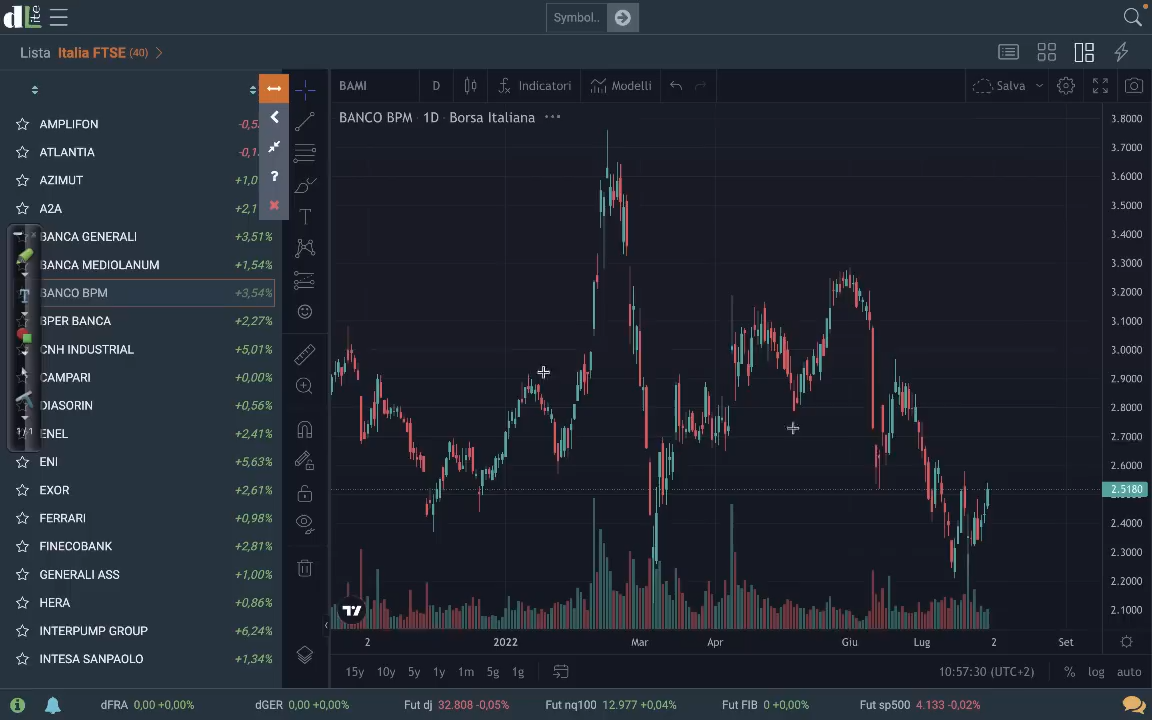 dLite
Symbol..
Lista Italia FTSE (40)
BAMI D Indicatori Modelli Salva
BANCO BPM · 1D · Borsa Italiana
AMPLIFON
ATLANTIA
AZIMUT
A2A
BANCA GENERALI +3,51%
BANCA MEDIOLANUM +1,54%
BANCO BPM +3,54%
BPER BANCA +2,27%
CNH INDUSTRIAL +5,01%
CAMPARI +0,00%
DIASORIN +0,56%
ENEL +2,41%
ENI +5,63%
EXOR +2,61%
FERRARI +0,98%
FINECOBANK +2,81%
GENERALI ASS +1,00%
HERA +0,86%
INTERPUMP GROUP +6,24%
INTESA SANPAOLO +1,34%
1/1
3.8000
3.7000
3.6000
3.5000
3.4000
3.3000
3.2000
3.1000
3.0000
2.9000
2.8000
2.7000
2.6000
2.5180
2.4000
2.3000
2.2000
2.1000
2 2022 Mar Apr Giu Lug 2 Set
15y 10y 5y 1y 1m 5g 1g 10:57:30 (UTC+2) % log auto
dFRA 0,00 +0,00% dGER 0,00 +0,00% Fut dj 32.808 -0,05% Fut nq100 12.977 +0,04% Fut FIB 0 +0,00% Fut sp500 4.133 -0,02%